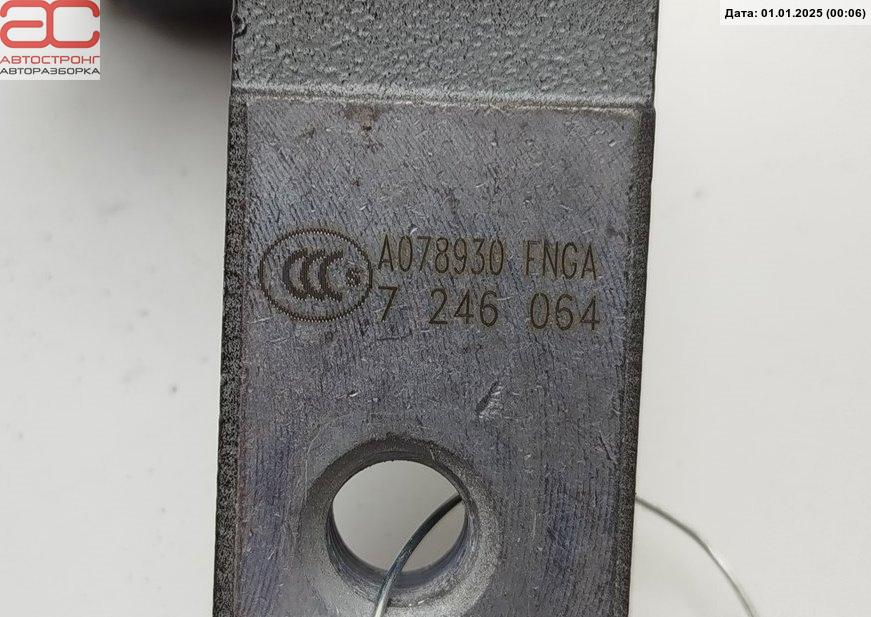 АС
АВТОСТРОНГ
АВТОРАЗБОРКА
Дата: 01.01.2025 (00:06)
CCC S
A078930 FNGA
7 246 064